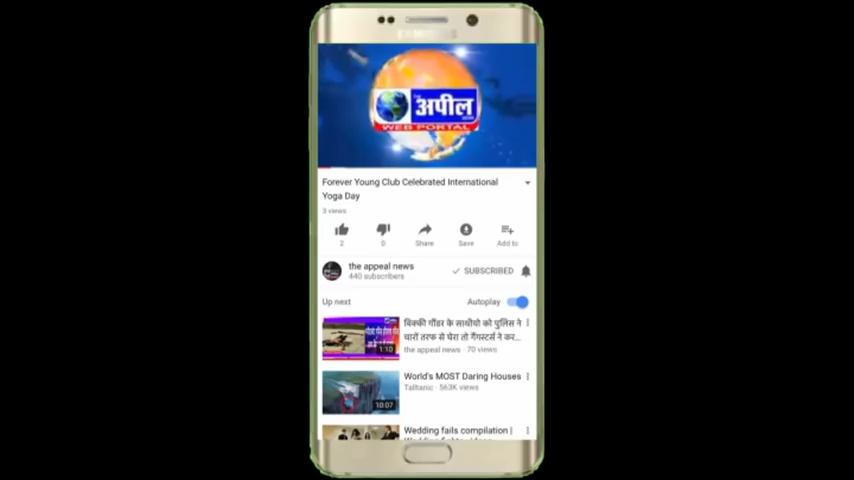 SAMSUNG
अपील
WEB PORTAL
Forever Young Club Celebrated International
Yoga Day
3 views
2
0
Share
Save
Add to
the appeal news
440 subscribers
SUBSCRIBED
Up next
Autoplay
विक्की गौंडर के साथीयो को पुलिस ने
चारों तरफ से घेरा तो गैंगस्टर्स ने कर...
the appeal news · 70 views
1:10
World's MOST Daring Houses
Talltanic · 563K views
10:07
Wedding fails compilation |